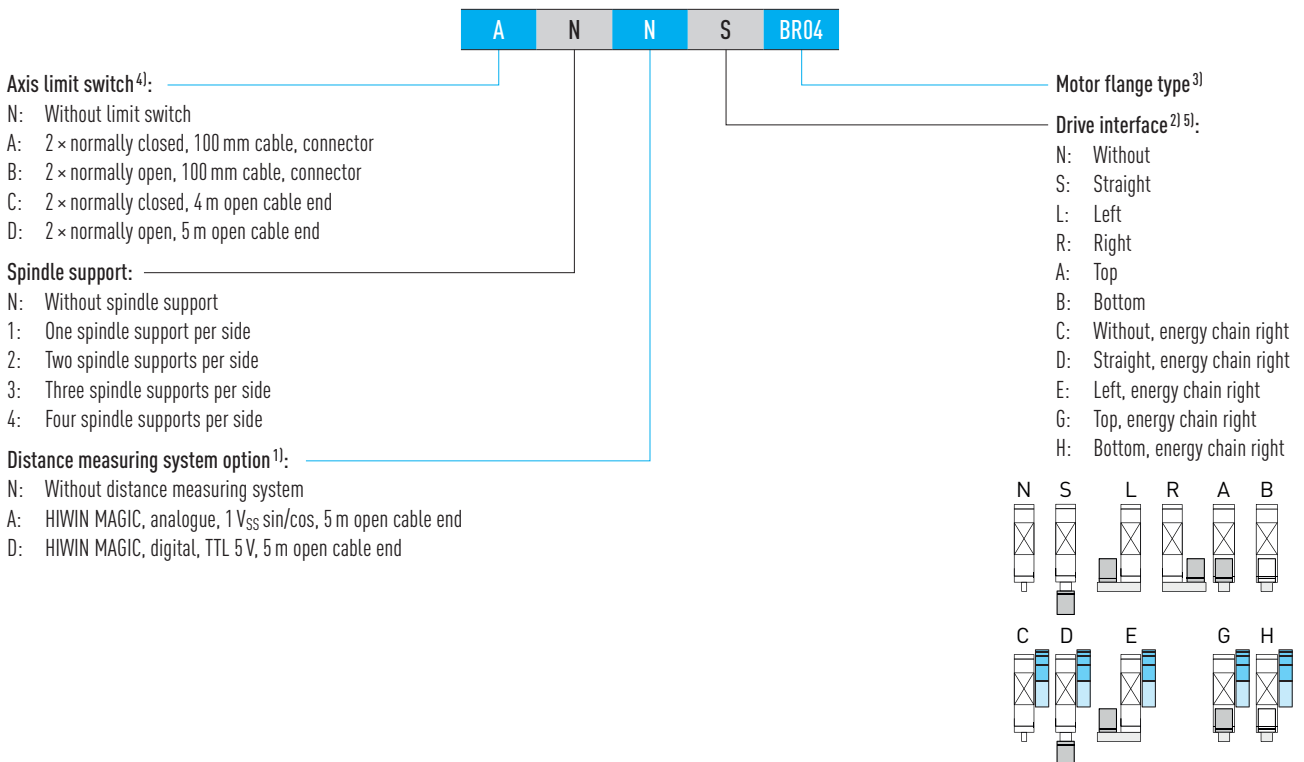 A N N S BR04
Axis limit switch 4):
N: Without limit switch
A: 2 × normally closed, 100 mm cable, connector
B: 2 × normally open, 100 mm cable, connector
C: 2 × normally closed, 4 m open cable end
D: 2 × normally open, 5 m open cable end
Spindle support:
N: Without spindle support
1: One spindle support per side
2: Two spindle supports per side
3: Three spindle supports per side
4: Four spindle supports per side
Distance measuring system option 1):
N: Without distance measuring system
A: HIWIN MAGIC, analogue, 1 VSS sin/cos, 5 m open cable end
D: HIWIN MAGIC, digital, TTL 5 V, 5 m open cable end
Motor flange type 3)
Drive interface 2) 5):
N: Without
S: Straight
L: Left
R: Right
A: Top
B: Bottom
C: Without, energy chain right
D: Straight, energy chain right
E: Left, energy chain right
G: Top, energy chain right
H: Bottom, energy chain right
N S L R A B
C D E G H